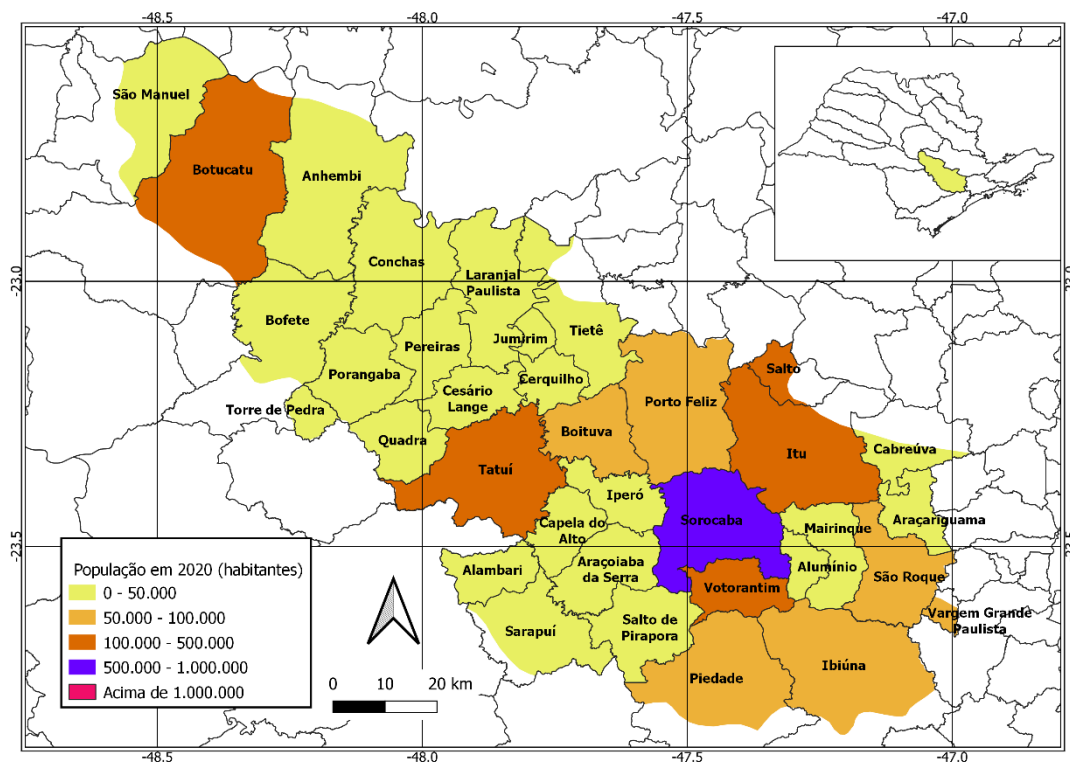 -48.5
-48.0
-47.5
-47.0
São Manuel
Botucatu
Anhembi
Conchas
Laranjal
Paulista
-23.0
-23.0
Bofete
Jumirim
Tietê
Pereiras
Porangaba
Cesário
Lange
Cerquilho
Salto
Torre de Pedra
Porto Feliz
Quadra
Boituva
Itu
Cabreúva
Tatuí
Iperó
Capela do
Alto
Sorocaba
Mairinque
Araçariguama
-23.5
-23.5
Alambari
Araçoiaba
da Serra
Alumínio
São Roque
Votorantim
Vargem Grande
Paulista
Sarapuí
Salto de
Pirapora
Piedade
Ibiúna
População em 2020 (habitantes)
0 - 50.000
50.000 - 100.000
100.000 - 500.000
500.000 - 1.000.000
Acima de 1.000.000
0 10 20 km
-48.5
-48.0
-47.5
-47.0